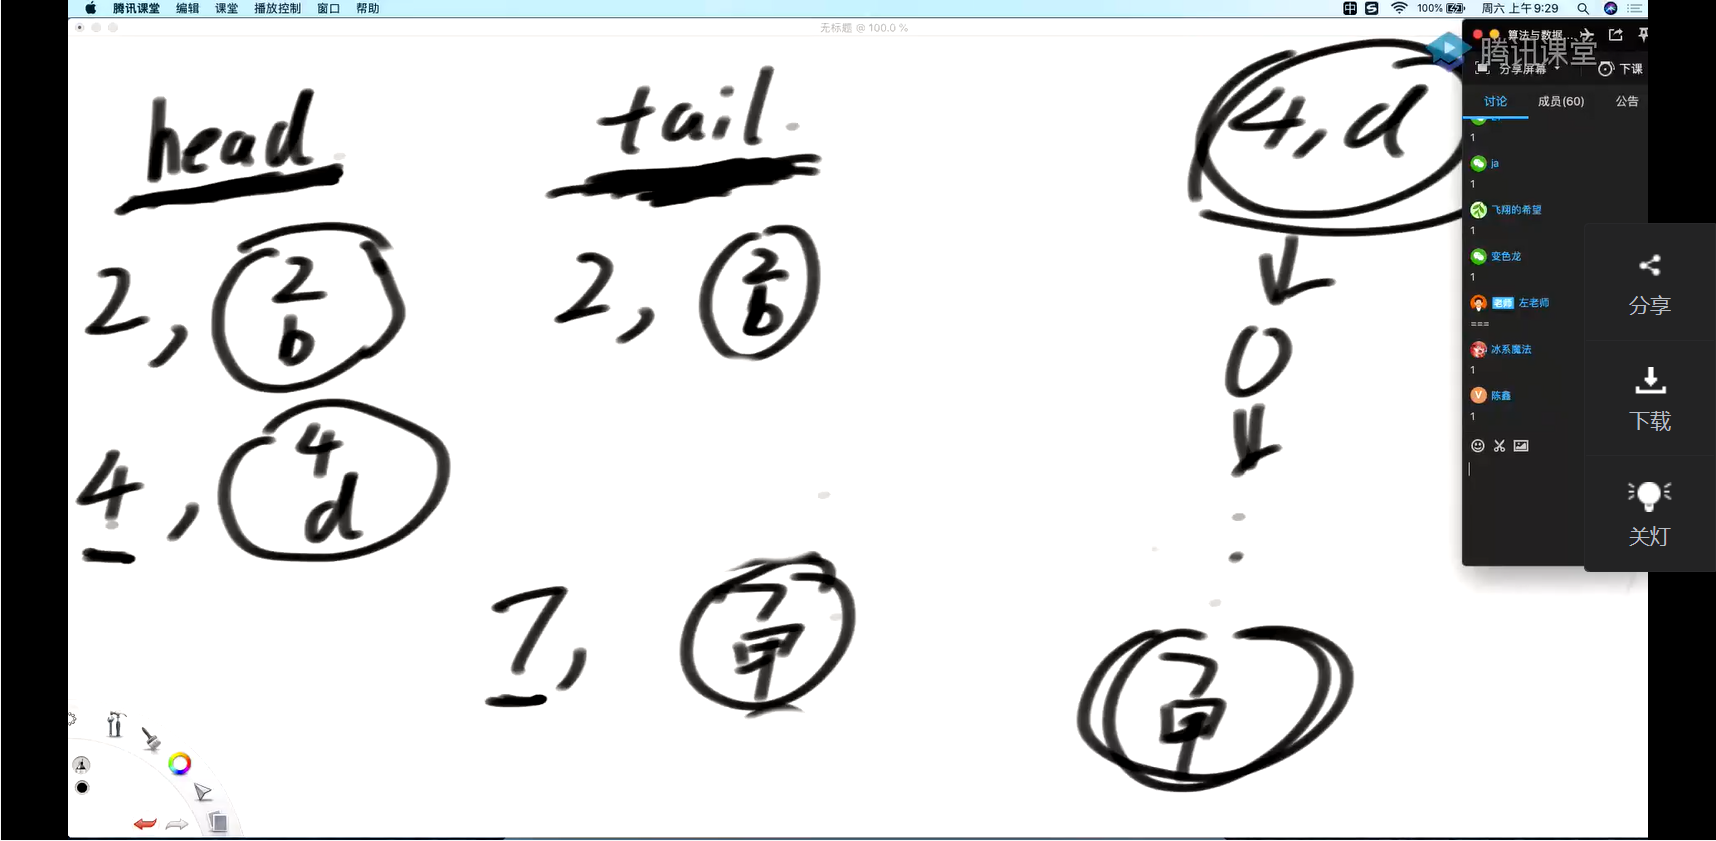 腾讯课堂 编辑 课堂 播放控制 窗口 帮助
中 S 100% 周六 上午9:29
无标题 @ 100.0 %
算法与数据...
腾讯课堂
分享屏幕 下课
讨论 成员(60) 公告
1
ja
1
飞翔的希望
1
变色龙
1
老师 左老师
===
冰系魔法
1
V 陈鑫
1
分享
下载
关灯
head
tail
4, d
2, 2 b
2, 2 b
0
4, 4 d
7, 7 甲
7 甲